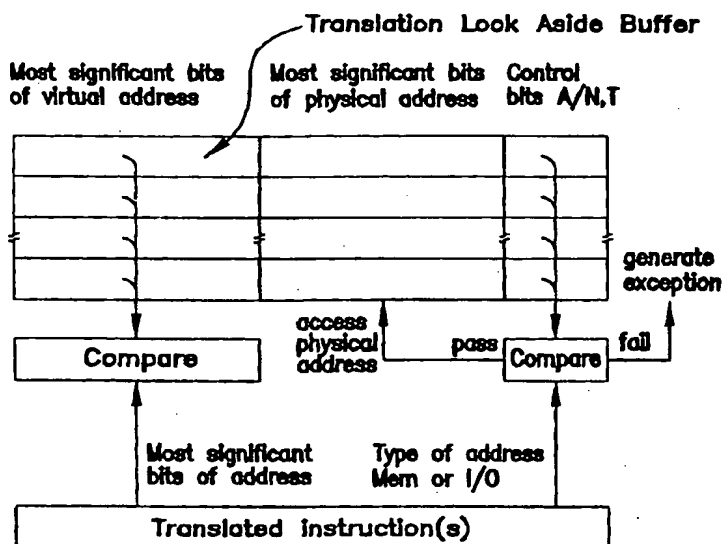 Translation Look Aside Buffer
Most significant bits
of virtual address
Most significant bits
of physical address
Control
bits A/N,T
generate
exception
access
physical
address
pass
fail
Compare
Compare
Most significant
bits of address
Type of address
Mem or I/O
Translated instruction(s)